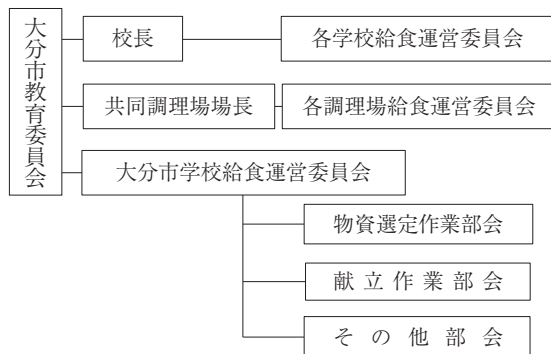 大分市教育委員会
校長
各学校給食運営委員会
共同調理場場長
各調理場給食運営委員会
大分市学校給食運営委員会
物資選定作業部会
献立作業部会
その他部会